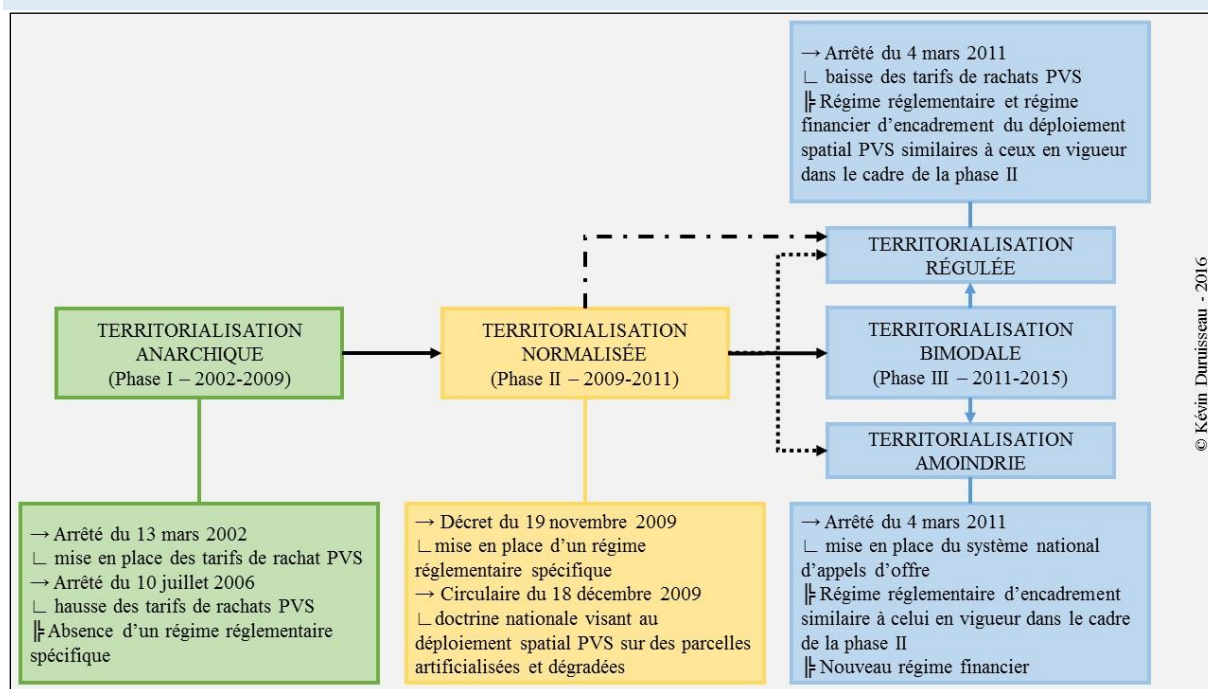 → Arrêté du 4 mars 2011
∟ baisse des tarifs de rachats PVS
╠ Régime réglementaire et régime
financier d'encadrement du déploiement
spatial PVS similaires à ceux en vigueur
dans le cadre de la phase II
TERRITORIALISATION
RÉGULÉE
TERRITORIALISATION
ANARCHIQUE
(Phase I – 2002-2009)
TERRITORIALISATION
NORMALISÉE
(Phase II – 2009-2011)
TERRITORIALISATION
BIMODALE
(Phase III – 2011-2015)
TERRITORIALISATION
AMOINDRIE
→ Arrêté du 13 mars 2002
∟ mise en place des tarifs de rachat PVS
→ Arrêté du 10 juillet 2006
∟ hausse des tarifs de rachats PVS
╠ Absence d'un régime réglementaire
spécifique
→ Décret du 19 novembre 2009
∟mise en place d'un régime
réglementaire spécifique
→ Circulaire du 18 décembre 2009
∟doctrine nationale visant au
déploiement spatial PVS sur des parcelles
artificialisées et dégradées
→ Arrêté du 4 mars 2011
∟ mise en place du système national
d'appels d'offre
╠ Régime réglementaire d'encadrement
similaire à celui en vigueur dans le cadre
de la phase II
╠ Nouveau régime financier
© Kévin Duruisseau - 2016